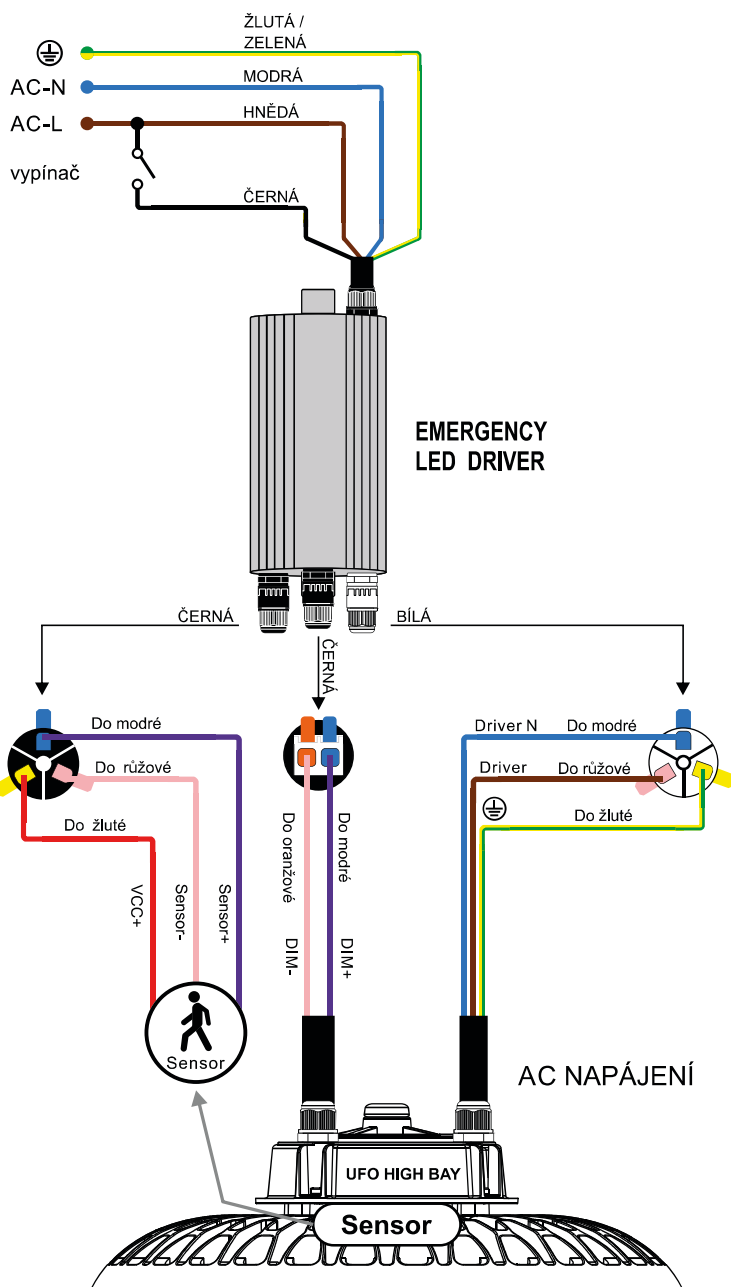 ŽLUTÁ /
ZELENÁ
AC-N
MODRÁ
AC-L
HNĚDÁ
vypínač
ČERNÁ
EMERGENCY
LED DRIVER
ČERNÁ
ČERNÁ
BÍLÁ
Do modré
Do růžové
Do žluté
VCC+
Sensor-
Sensor+
Sensor
Do oranžové
Do modré
DIM-
DIM+
Driver N
Do modré
Driver
Do růžové
Do žluté
AC NAPÁJENÍ
UFO HIGH BAY
Sensor